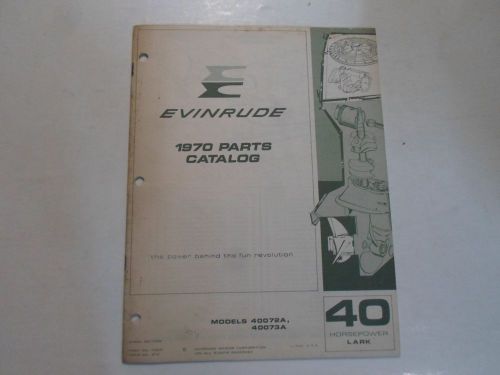 EVINRUDE
1970 PARTS
CATALOG
the power behind the fun revolution
MODELS 40072A,
40073A
40
HORSEPOWER
LARK